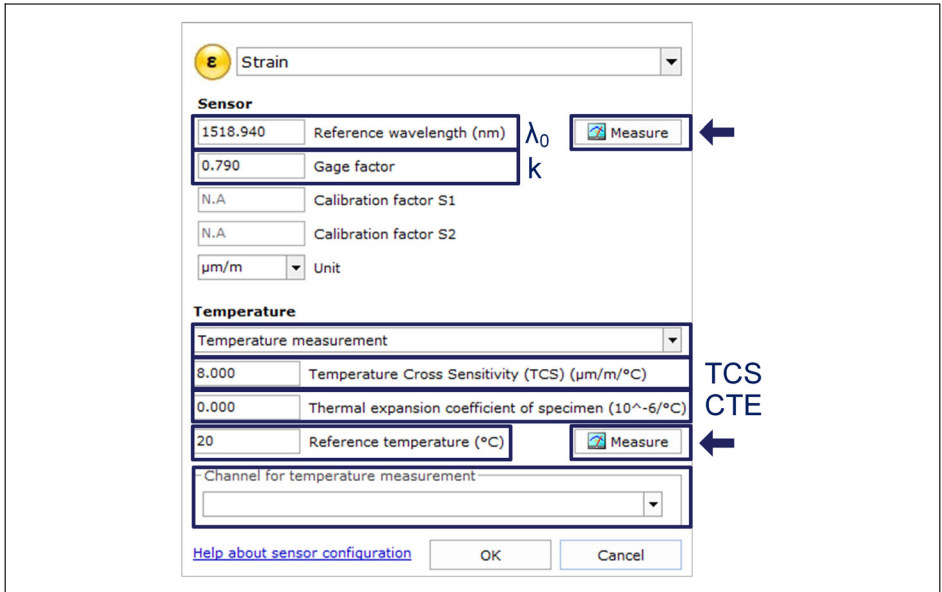 ε Strain
Sensor
1518.940 Reference wavelength (nm) λ0 Measure
0.790 Gage factor k
N.A Calibration factor S1
N.A Calibration factor S2
µm/m Unit
Temperature
Temperature measurement
8.000 Temperature Cross Sensitivity (TCS) (µm/m/°C) TCS
0.000 Thermal expansion coefficient of specimen (10^-6/°C) CTE
20 Reference temperature (°C) Measure
Channel for temperature measurement
Help about sensor configuration OK Cancel